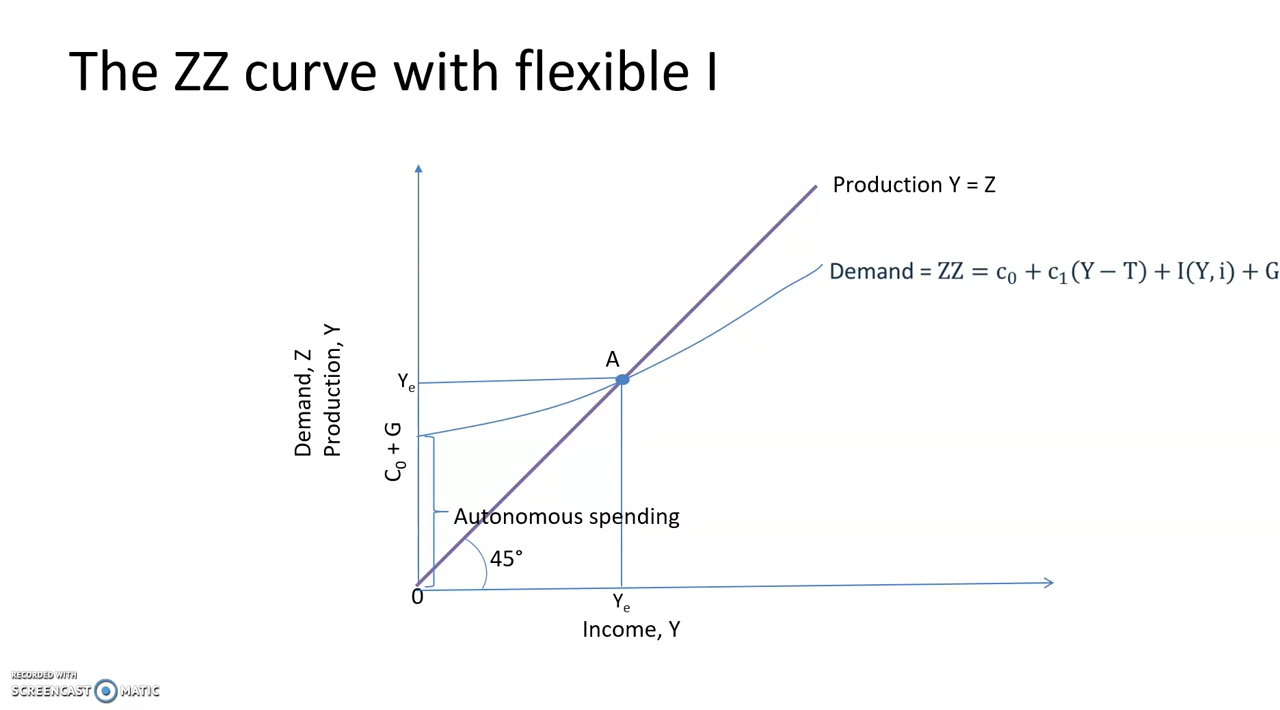 The ZZ curve with flexible I
Production Y = Z
Demand = ZZ = c₀ + c₁(Y − T) + I(Y, i) + G
Demand, Z
Production, Y
A
Yₑ
C₀ + G
Autonomous spending
45°
0
Yₑ
Income, Y
RECORDED WITH
SCREENCAST MATIC